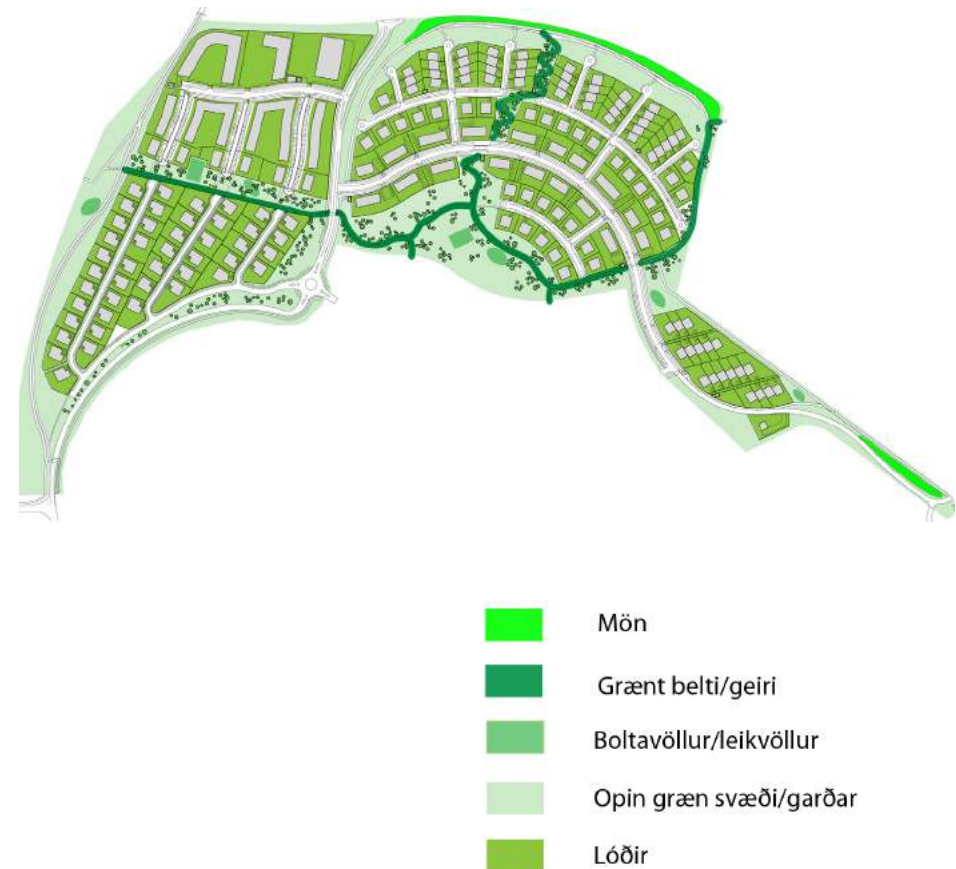 Mön
Grænt belti/geiri
Boltavöllur/leikvöllur
Opin græn svæði/garðar
Lóðir